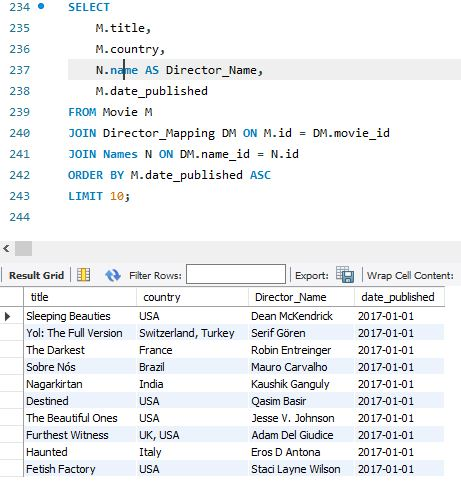 234 SELECT
235 M.title,
236 M.country,
237 N.name AS Director_Name,
238 M.date_published
239 FROM Movie M
240 JOIN Director_Mapping DM ON M.id = DM.movie_id
241 JOIN Names N ON DM.name_id = N.id
242 ORDER BY M.date_published ASC
243 LIMIT 10;
244
Result Grid Filter Rows: Export: Wrap Cell Content:
title country Director_Name date_published
Sleeping Beauties USA Dean McKendrick 2017-01-01
Yol: The Full Version Switzerland, Turkey Serif Gören 2017-01-01
The Darkest France Robin Entreinger 2017-01-01
Sobre Nós Brazil Mauro Carvalho 2017-01-01
Nagarkirtan India Kaushik Ganguly 2017-01-01
Destined USA Qasim Basir 2017-01-01
The Beautiful Ones USA Jesse V. Johnson 2017-01-01
Furthest Witness UK, USA Adam Del Giudice 2017-01-01
Haunted Italy Eros D Antona 2017-01-01
Fetish Factory USA Staci Layne Wilson 2017-01-01